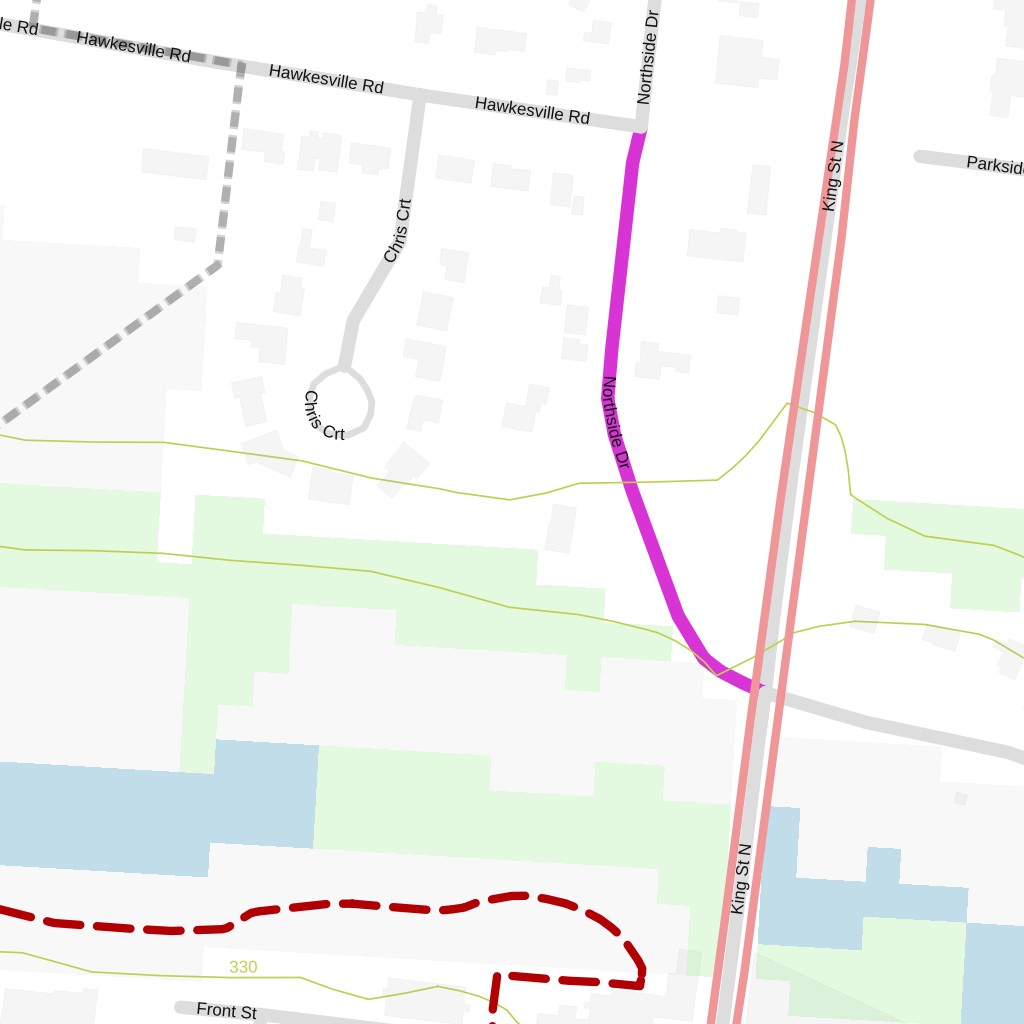 le Rd
Hawkesville Rd
Hawkesville Rd
Hawkesville Rd
Northside Dr
King St N
Parkside
Chris Crt
Chris Crt
Northside Dr
King St N
330
Front St